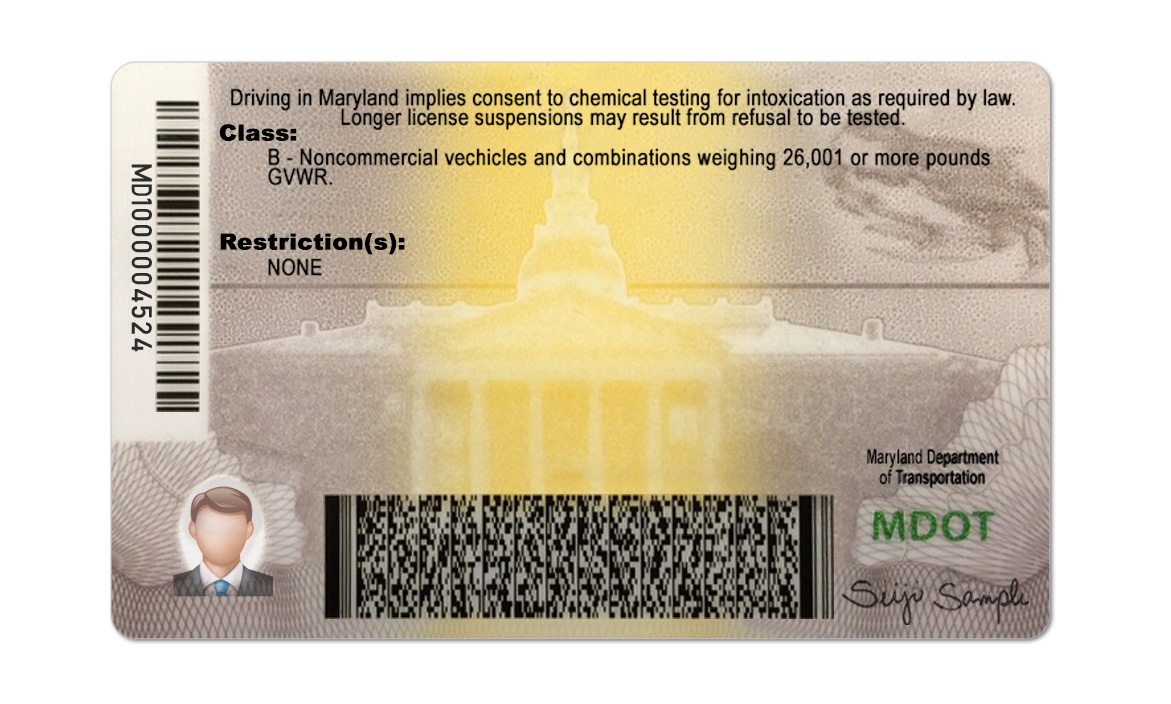 Driving in Maryland implies consent to chemical testing for intoxication as required by law.
Longer license suspensions may result from refusal to be tested.
Class:
B - Noncommercial vechicles and combinations weighing 26,001 or more pounds
GVWR.
Restriction(s):
NONE
MD1000004524
Maryland Department
of Transportation
MDOT
Seijo Sample